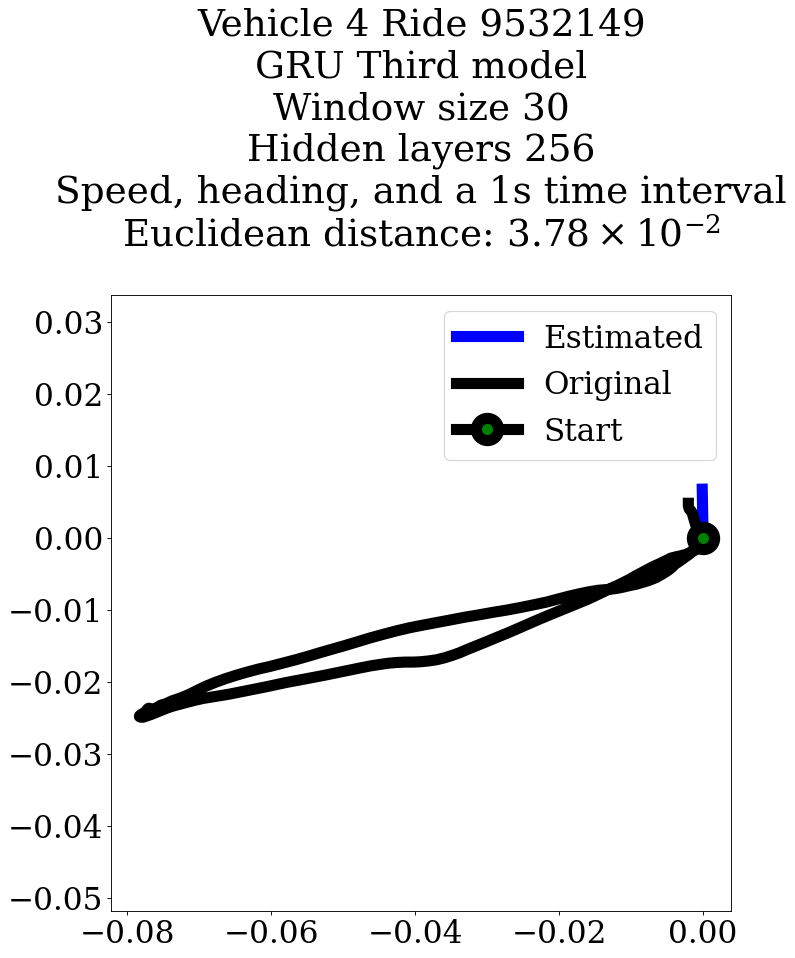 Vehicle 4 Ride 9532149
GRU Third model
Window size 30
Hidden layers 256
Speed, heading, and a 1s time interval
Euclidean distance: 3.78 × 10⁻²
Estimated
Original
Start
0.03
0.02
0.01
0.00
−0.01
−0.02
−0.03
−0.04
−0.05
−0.08 −0.06 −0.04 −0.02 0.00